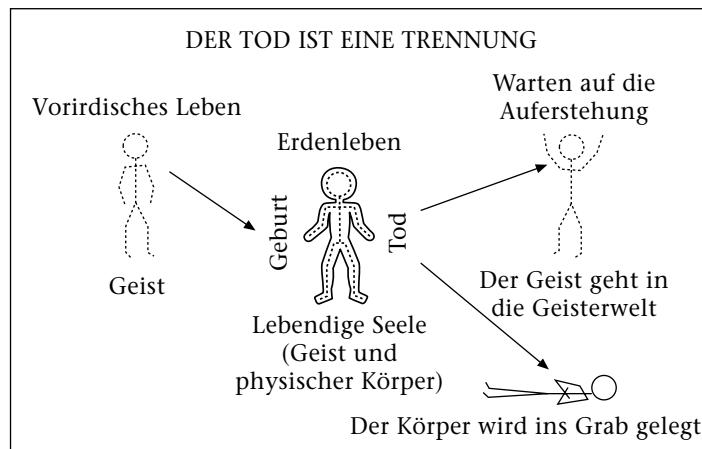 DER TOD IST EINE TRENNUNG
Vorirdisches Leben
Geist
Geburt
Erdenleben
Lebendige Seele
(Geist und
physischer Körper)
Tod
Warten auf die
Auferstehung
Der Geist geht in
die Geisterwelt
Der Körper wird ins Grab gelegt